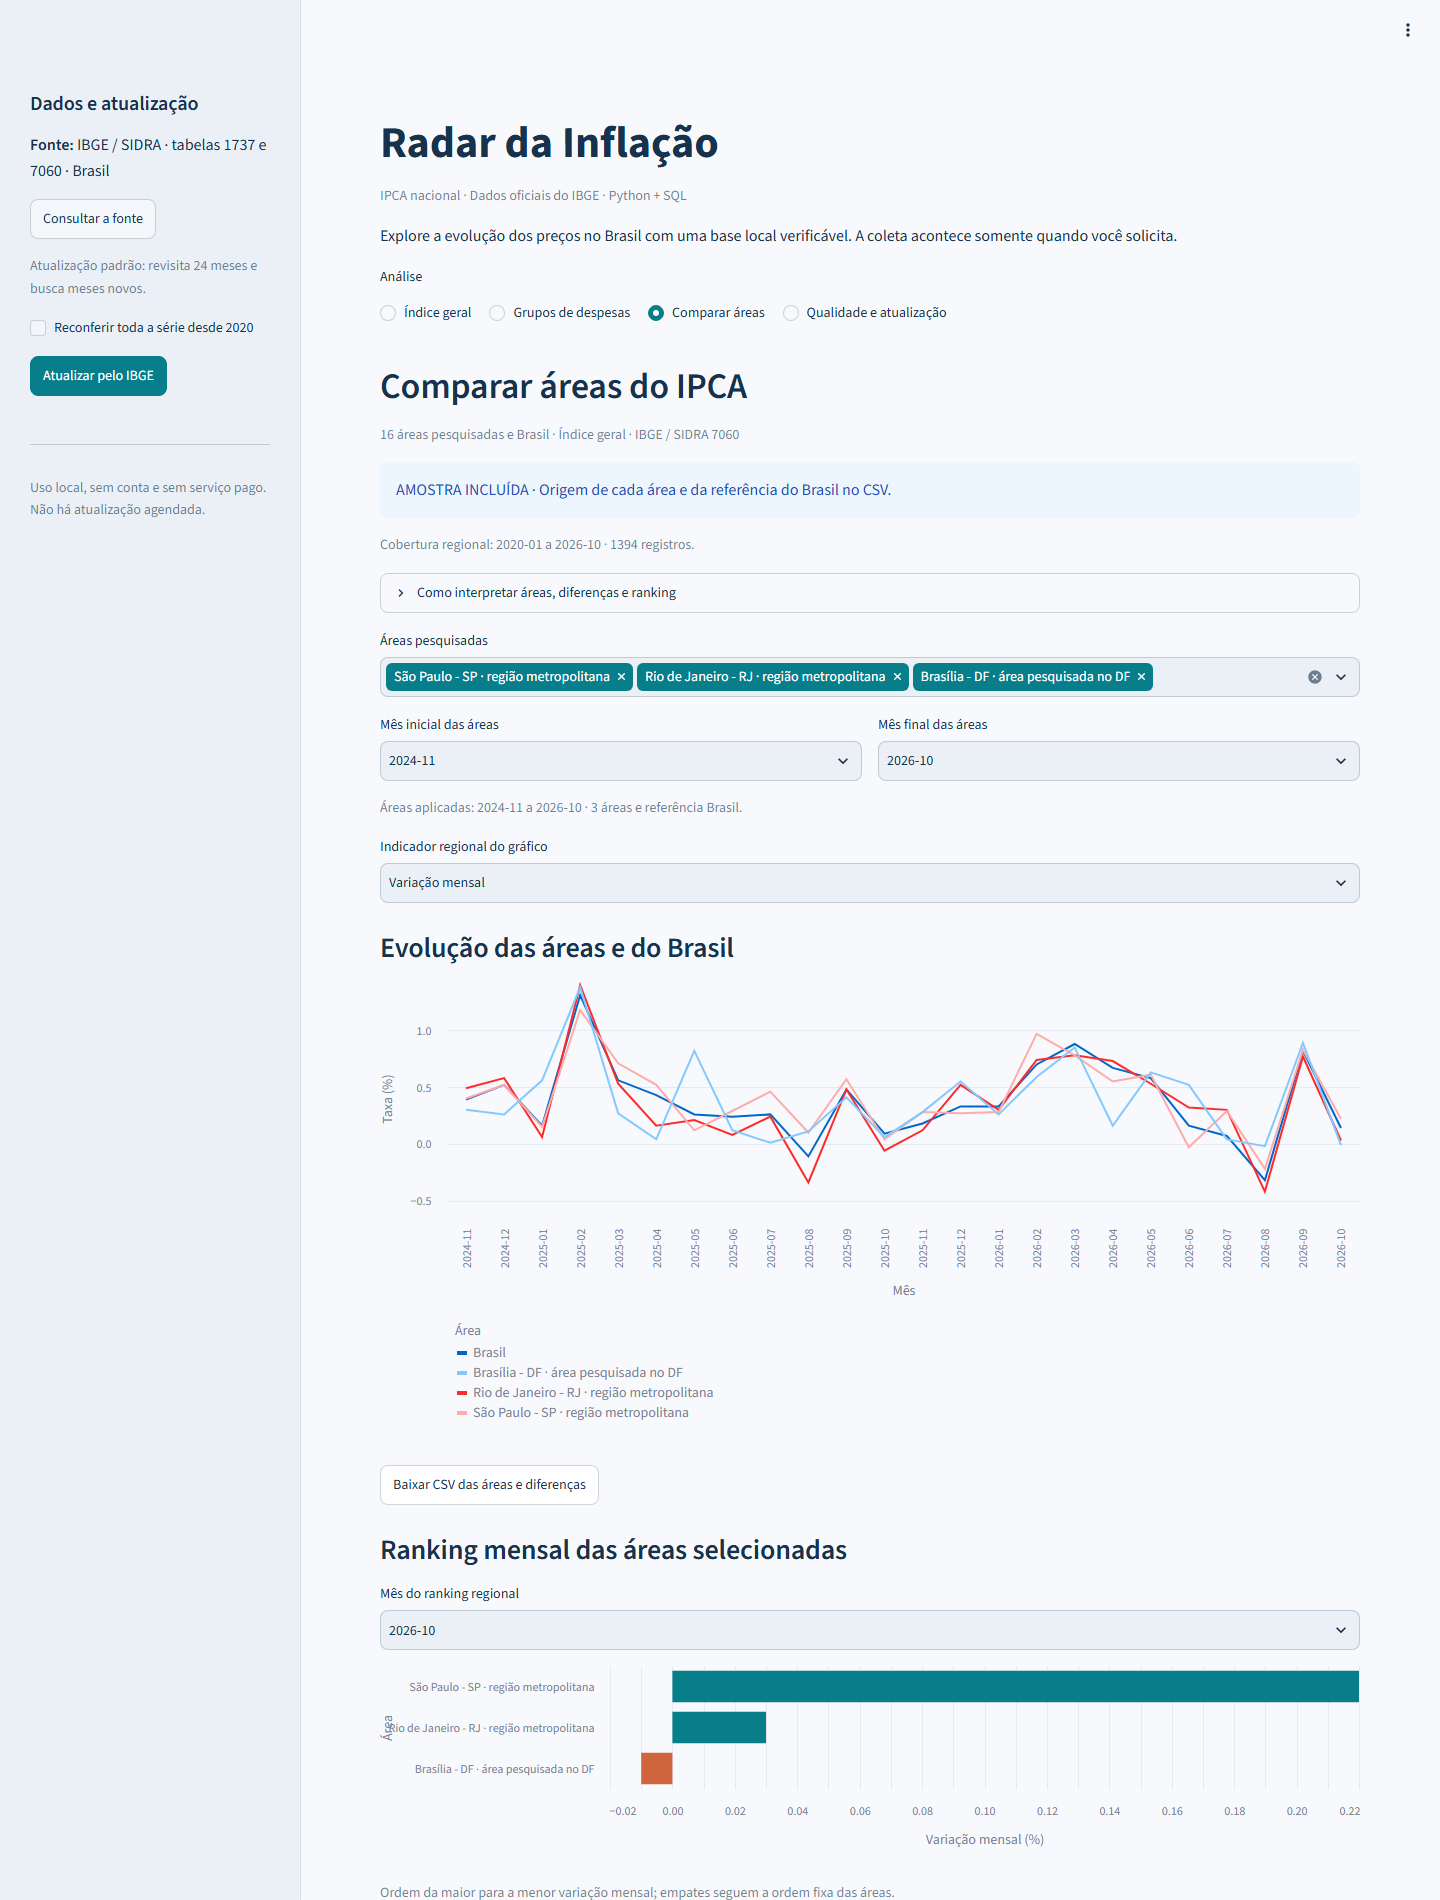 Dados e atualização
Fonte: IBGE / SIDRA · tabelas 1737 e
7060 · Brasil
Consultar a fonte
Atualização padrão: revisita 24 meses e
busca meses novos.
Reconferir toda a série desde 2020
Atualizar pelo IBGE
Uso local, sem conta e sem serviço pago.
Não há atualização agendada.
Radar da Inflação
IPCA nacional · Dados oficiais do IBGE · Python + SQL
Explore a evolução dos preços no Brasil com uma base local verificável. A coleta acontece somente quando você solicita.
Análise
Índice geral
Grupos de despesas
Comparar áreas
Qualidade e atualização
Comparar áreas do IPCA
16 áreas pesquisadas e Brasil · Índice geral · IBGE / SIDRA 7060
AMOSTRA INCLUÍDA · Origem de cada área e da referência do Brasil no CSV.
Cobertura regional: 2020-01 a 2026-10 · 1394 registros.
Como interpretar áreas, diferenças e ranking
Áreas pesquisadas
São Paulo - SP · região metropolitana ×
Rio de Janeiro - RJ · região metropolitana ×
Brasília - DF · área pesquisada no DF ×
Mês inicial das áreas
Mês final das áreas
2024-11
2026-10
Áreas aplicadas: 2024-11 a 2026-10 · 3 áreas e referência Brasil.
Indicador regional do gráfico
Variação mensal
Evolução das áreas e do Brasil
Taxa (%)
1.0
0.5
0.0
−0.5
2024-11
2024-12
2025-01
2025-02
2025-03
2025-04
2025-05
2025-06
2025-07
2025-08
2025-09
2025-10
2025-11
2025-12
2026-01
2026-02
2026-03
2026-04
2026-05
2026-06
2026-07
2026-08
2026-09
2026-10
Mês
Área
Brasil
Brasília - DF · área pesquisada no DF
Rio de Janeiro - RJ · região metropolitana
São Paulo - SP · região metropolitana
Baixar CSV das áreas e diferenças
Ranking mensal das áreas selecionadas
Mês do ranking regional
2026-10
Área
São Paulo - SP · região metropolitana
Rio de Janeiro - RJ · região metropolitana
Brasília - DF · área pesquisada no DF
−0.02
0.00
0.02
0.04
0.06
0.08
0.10
0.12
0.14
0.16
0.18
0.20
0.22
Variação mensal (%)
Ordem da maior para a menor variação mensal; empates seguem a ordem fixa das áreas.